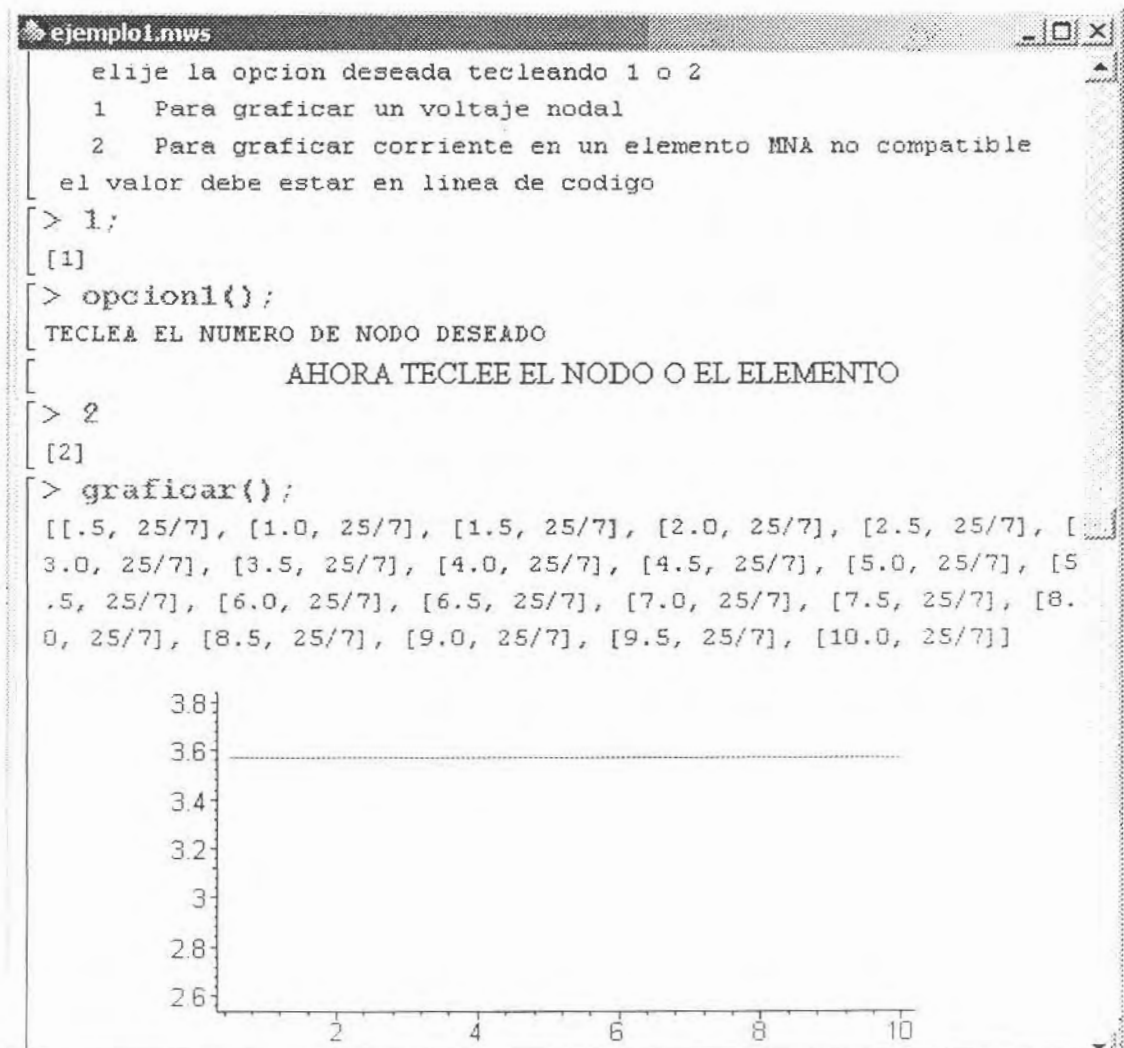 ejemplo1.mws
elije la opcion deseada tecleando 1 o 2
1 Para graficar un voltaje nodal
2 Para graficar corriente en un elemento MNA no compatible
el valor debe estar en linea de codigo
> 1;
[1]
> opcion1();
TECLEA EL NUMERO DE NODO DESEADO
AHORA TECLEE EL NODO O EL ELEMENTO
> 2
[2]
> graficar();
[[.5, 25/7], [1.0, 25/7], [1.5, 25/7], [2.0, 25/7], [2.5, 25/7], [
3.0, 25/7], [3.5, 25/7], [4.0, 25/7], [4.5, 25/7], [5.0, 25/7], [5
.5, 25/7], [6.0, 25/7], [6.5, 25/7], [7.0, 25/7], [7.5, 25/7], [8.
0, 25/7], [8.5, 25/7], [9.0, 25/7], [9.5, 25/7], [10.0, 25/7]]
3.8
3.6
3.4
3.2
3
2.8
2.6
2 4 6 8 10